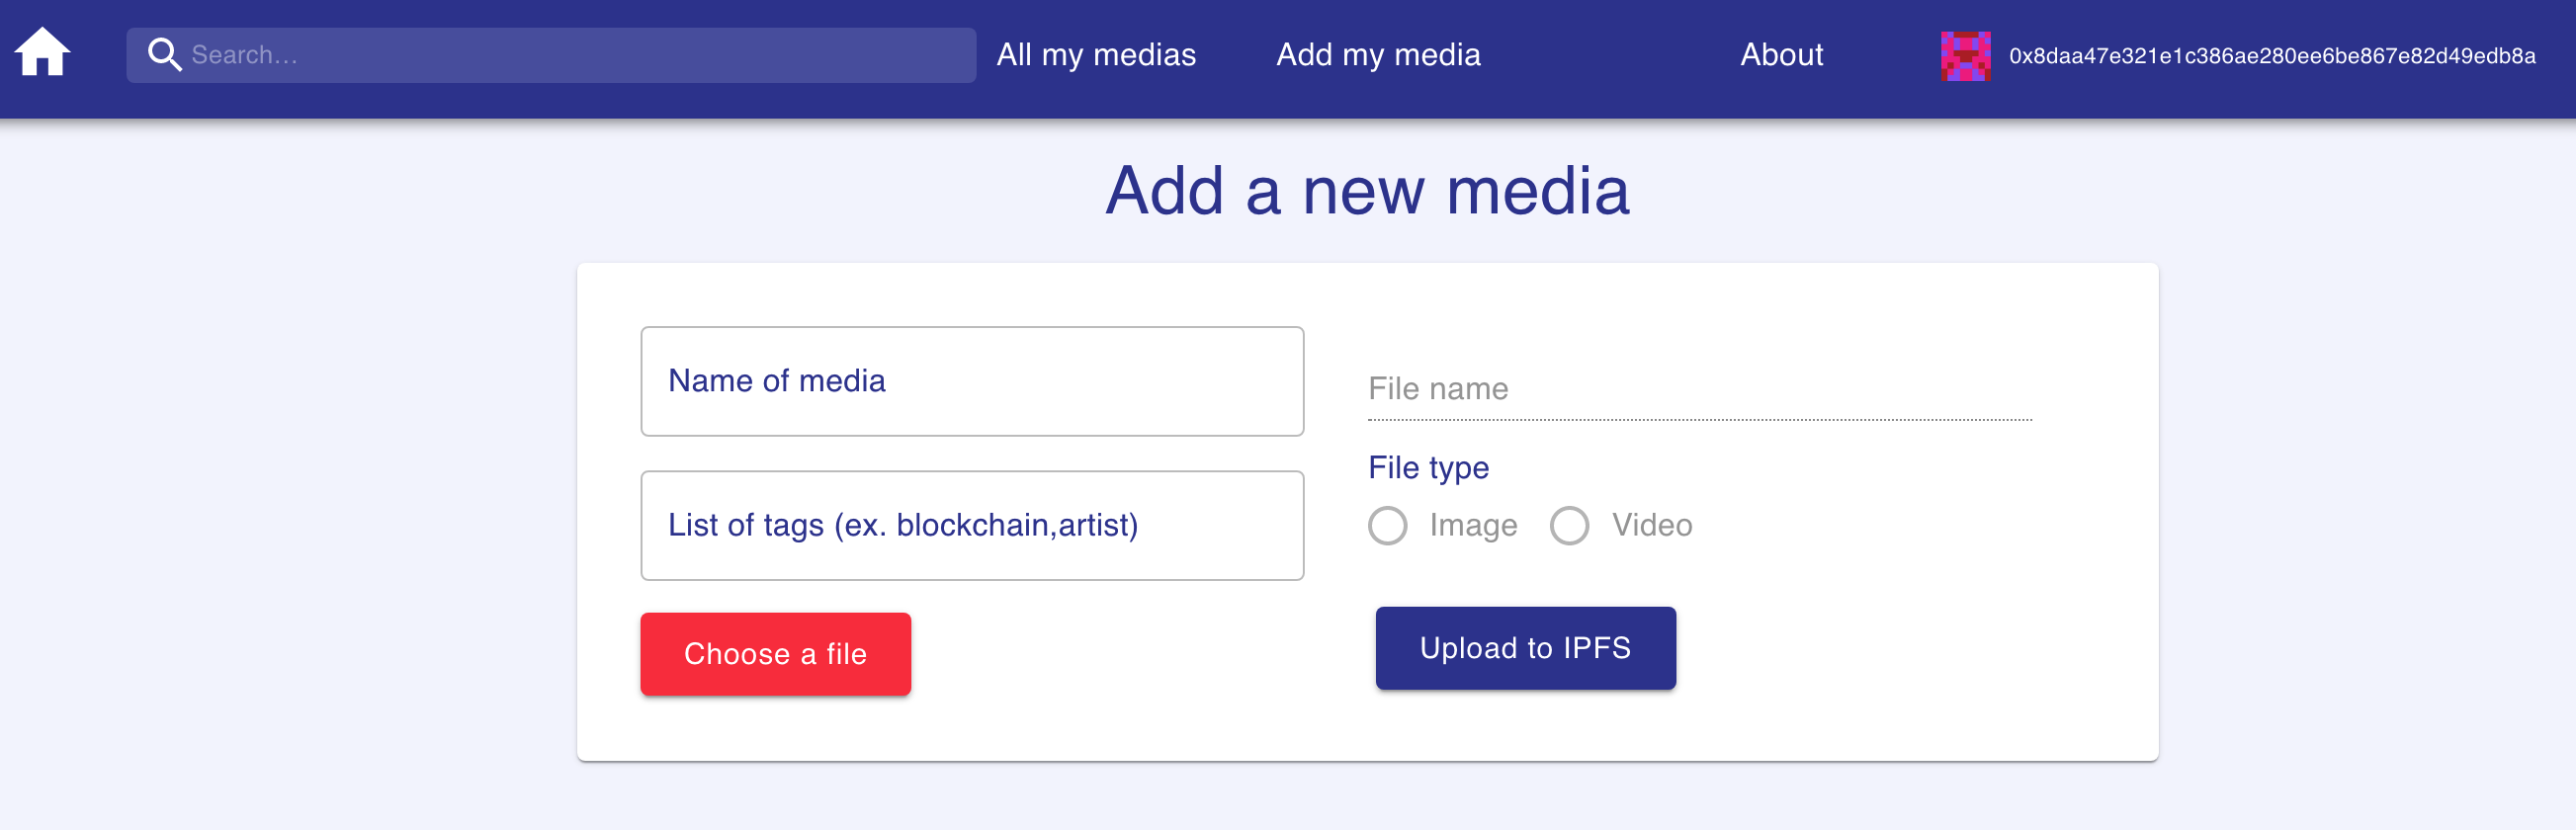 Search...
All my medias
Add my media
About
0x8daa47e321e1c386ae280ee6be867e82d49edb8a
Add a new media
Name of media
File name
File type
List of tags (ex. blockchain,artist)
Image
Video
Choose a file
Upload to IPFS